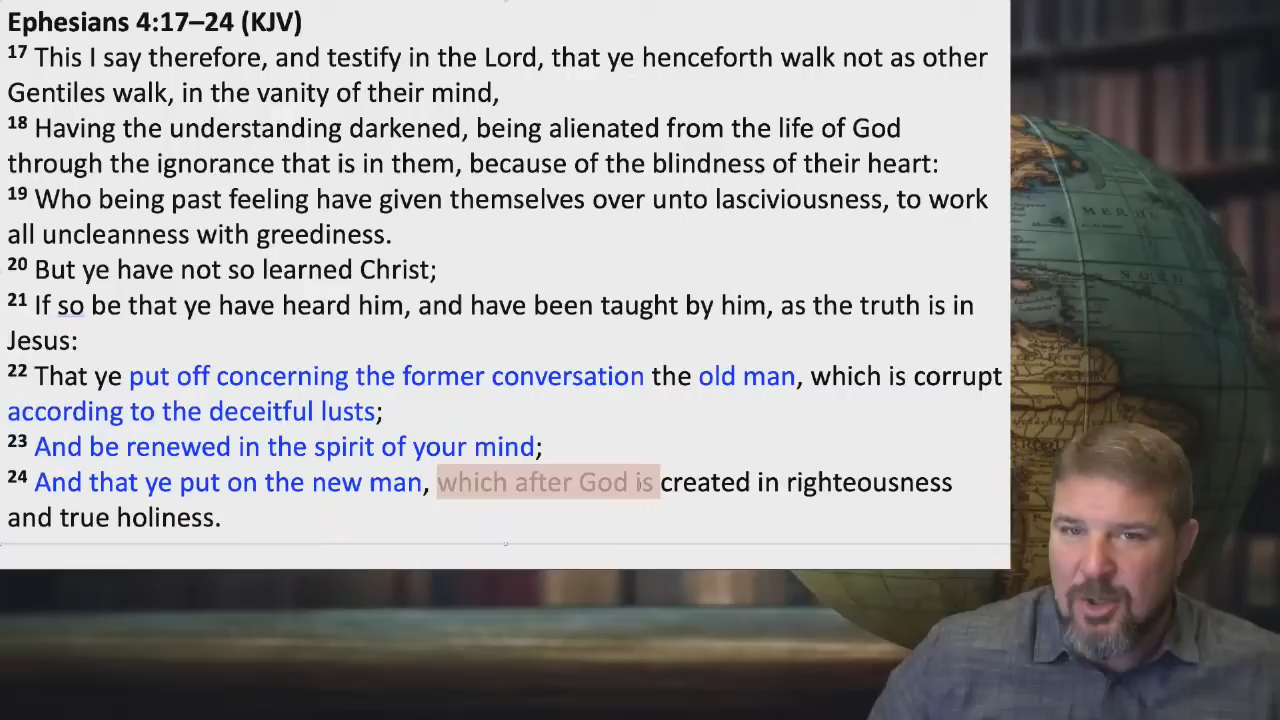 Ephesians 4:17–24 (KJV)
17 This I say therefore, and testify in the Lord, that ye henceforth walk not as other
Gentiles walk, in the vanity of their mind,
18 Having the understanding darkened, being alienated from the life of God
through the ignorance that is in them, because of the blindness of their heart:
19 Who being past feeling have given themselves over unto lasciviousness, to work
all uncleanness with greediness.
20 But ye have not so learned Christ;
21 If so be that ye have heard him, and have been taught by him, as the truth is in
Jesus:
22 That ye put off concerning the former conversation the old man, which is corrupt
according to the deceitful lusts;
23 And be renewed in the spirit of your mind;
24 And that ye put on the new man, which after God is created in righteousness
and true holiness.